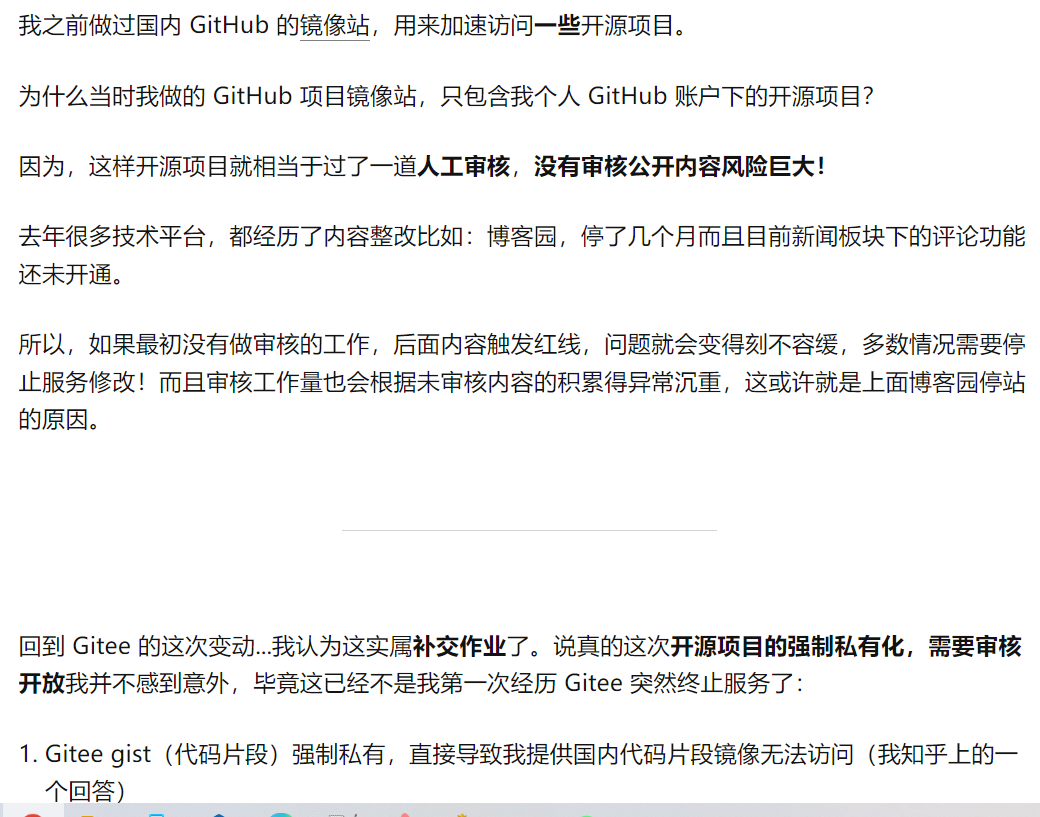 我之前做过国内 GitHub 的镜像站，用来加速访问一些开源项目。
为什么当时我做的 GitHub 项目镜像站，只包含我个人 GitHub 账户下的开源项目？
因为，这样开源项目就相当于过了一道人工审核，没有审核公开内容风险巨大！
去年很多技术平台，都经历了内容整改比如：博客园，停了几个月而且目前新闻板块下的评论功能
还未开通。
所以，如果最初没有做审核的工作，后面内容触发红线，问题就会变得刻不容缓，多数情况需要停
止服务修改！而且审核工作量也会根据未审核内容的积累得异常沉重，这或许就是上面博客园停站
的原因。
回到 Gitee 的这次变动...我认为这实属补交作业了。说真的这次开源项目的强制私有化，需要审核
开放我并不感到意外，毕竟这已经不是我第一次经历 Gitee 突然终止服务了：
1. Gitee gist（代码片段）强制私有，直接导致我提供国内代码片段镜像无法访问（我知乎上的一
个回答）